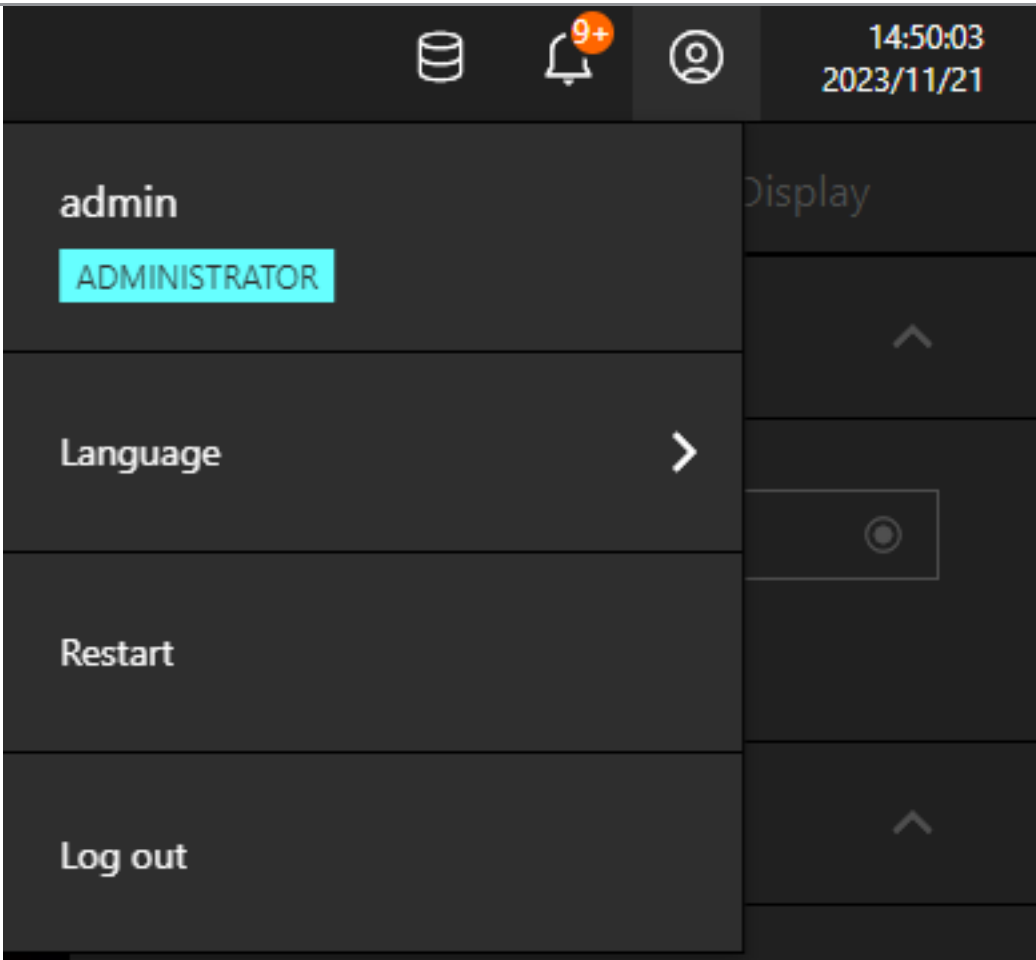 9+
14:50:03
2023/11/21
admin
Display
ADMINISTRATOR
Language
Restart
Log out